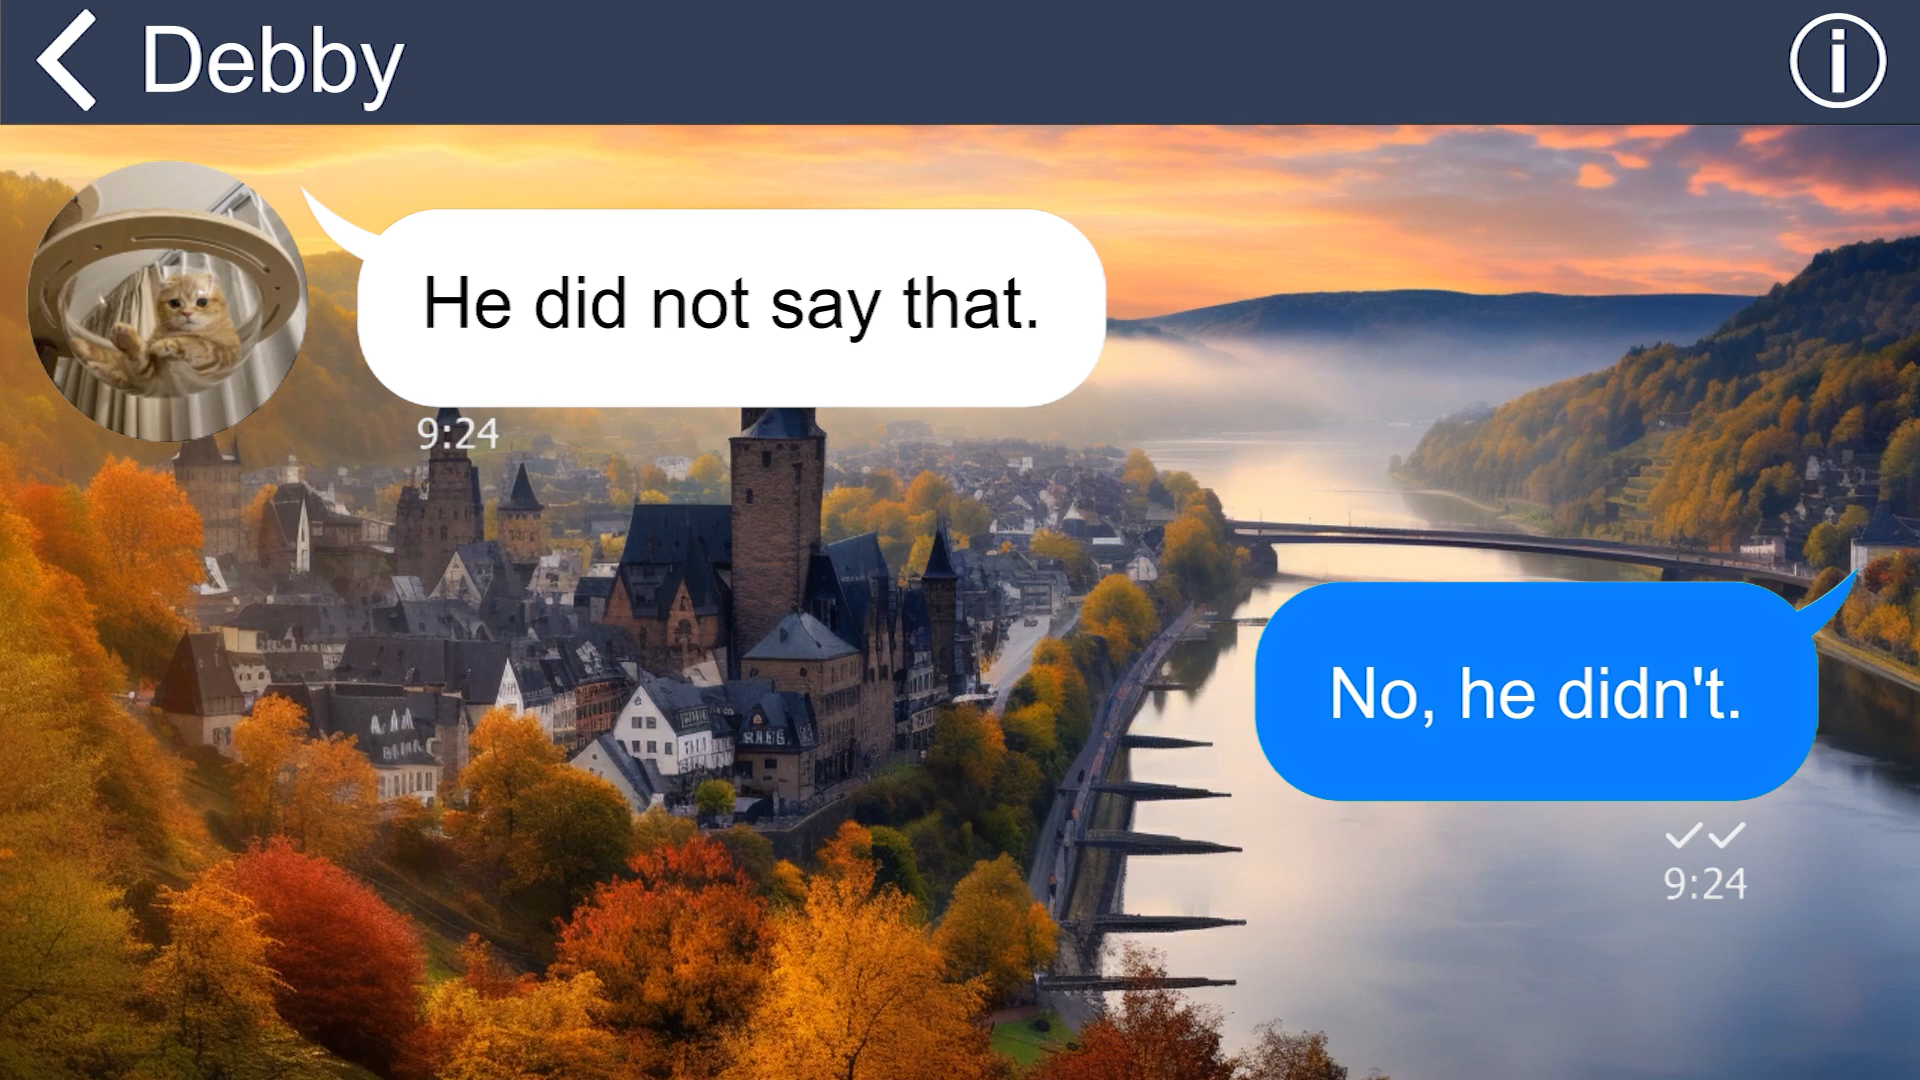 Debby
He did not say that.
9:24
No, he didn't.
9:24